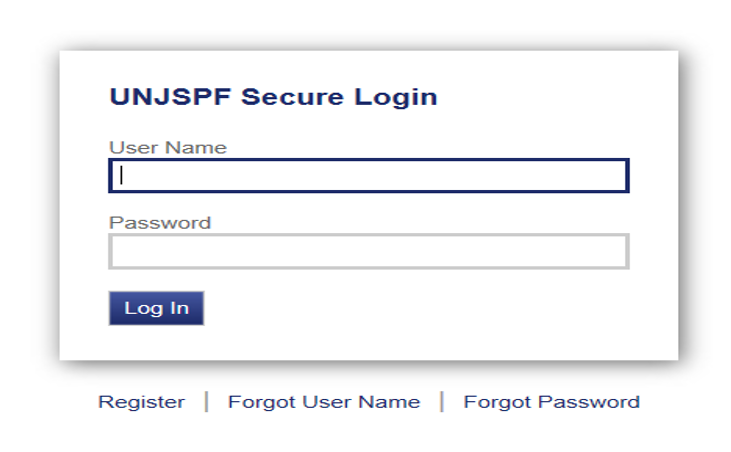 UNJSPF Secure Login
User Name
Password
Log In
Register | Forgot User Name | Forgot Password